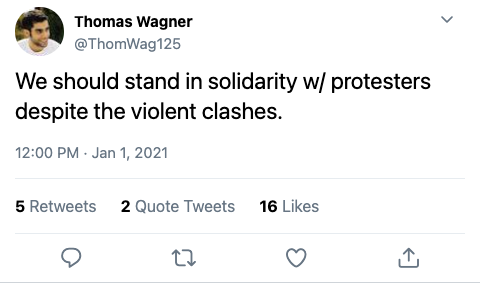 Thomas Wagner
@ThomWag125
We should stand in solidarity w/ protesters
despite the violent clashes.
12:00 PM · Jan 1, 2021
5 Retweets 2 Quote Tweets 16 Likes